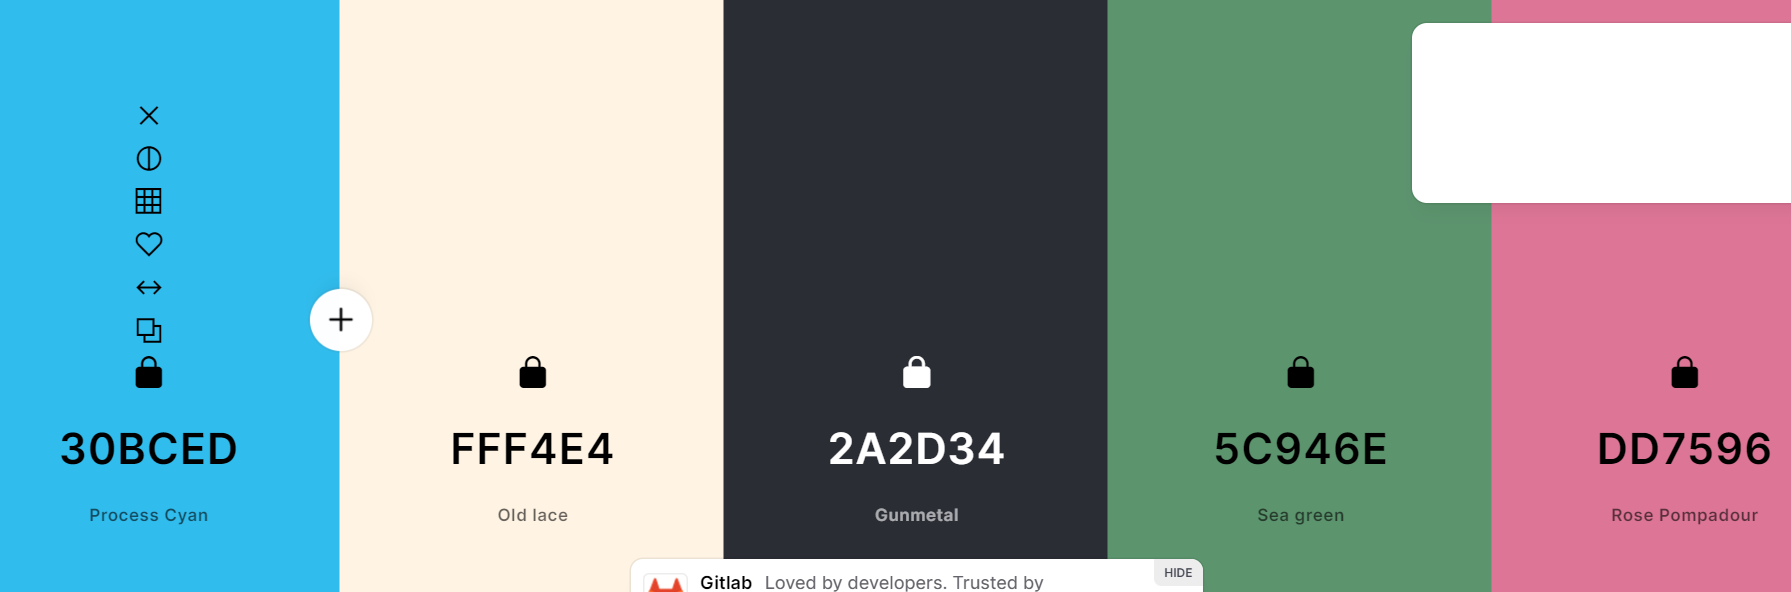 30BCED
Process Cyan
FFF4E4
Old lace
2A2D34
Gunmetal
5C946E
Sea green
DD7596
Rose Pompadour
Gitlab Loved by developers. Trusted by
HIDE